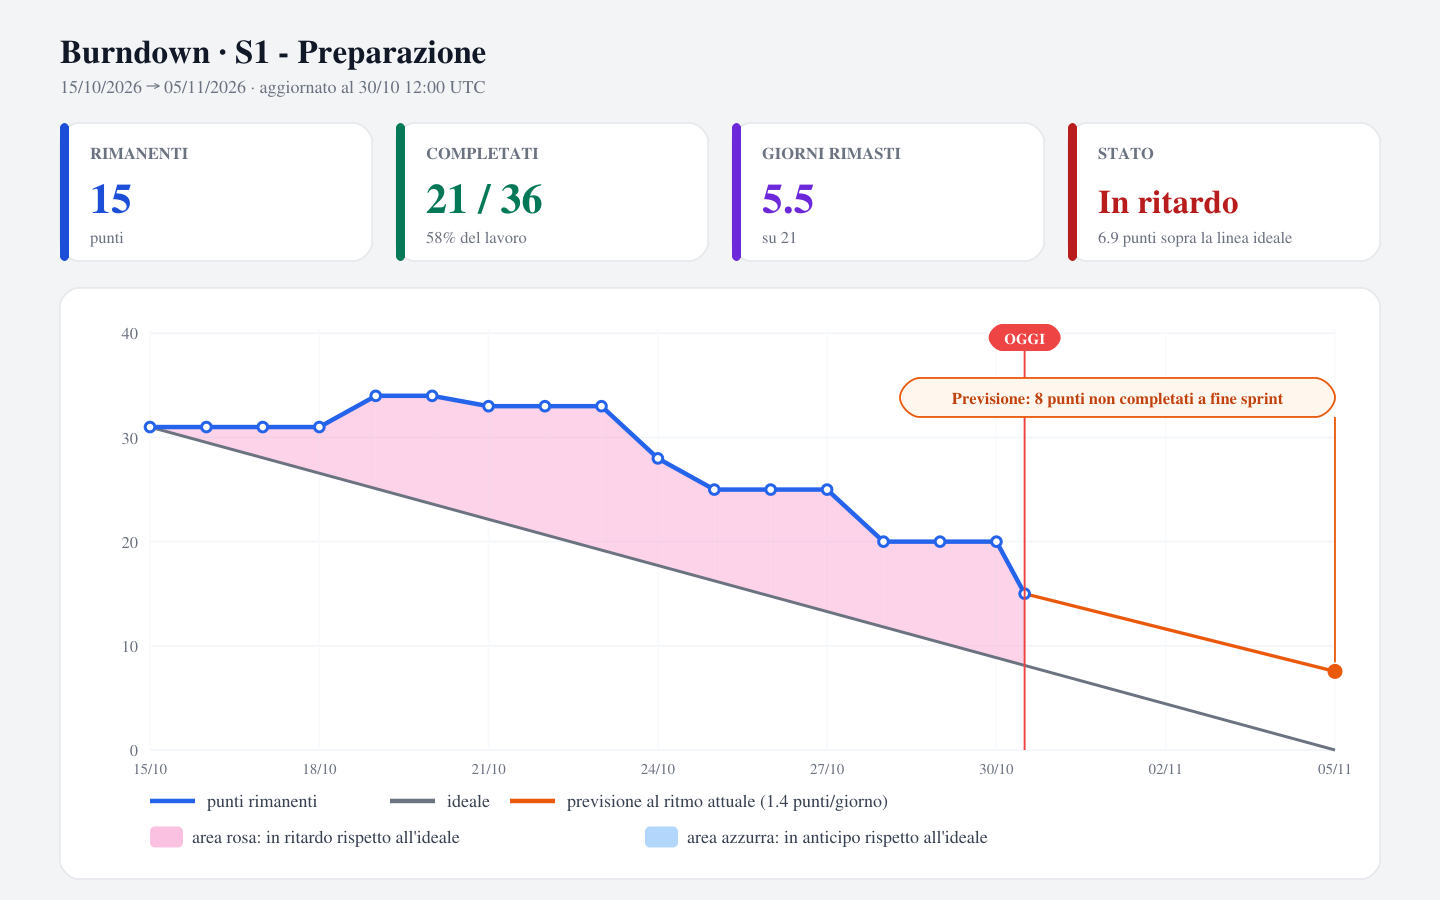 Burndown · S1 - Preparazione
15/10/2026 → 05/11/2026 · aggiornato al 30/10 12:00 UTC
RIMANENTI
15
punti
COMPLETATI
21 / 36
58% del lavoro
GIORNI RIMASTI
5.5
su 21
STATO
In ritardo
6.9 punti sopra la linea ideale
40
30
20
10
0
OGGI
Previsione: 8 punti non completati a fine sprint
15/10
18/10
21/10
24/10
27/10
30/10
02/11
05/11
punti rimanenti
ideale
previsione al ritmo attuale (1.4 punti/giorno)
area rosa: in ritardo rispetto all'ideale
area azzurra: in anticipo rispetto all'ideale